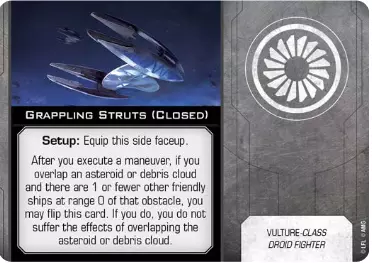 GRAPPLING STRUTS (CLOSED)
Setup: Equip this side faceup.
After you execute a maneuver, if you
overlap an asteroid or debris cloud
and there are 1 or fewer other friendly
ships at range 0 of that obstacle, you
may flip this card. If you do, you do not
suffer the effects of overlapping the
asteroid or debris cloud.
VULTURE-CLASS
DROID FIGHTER
© LFL © AMG